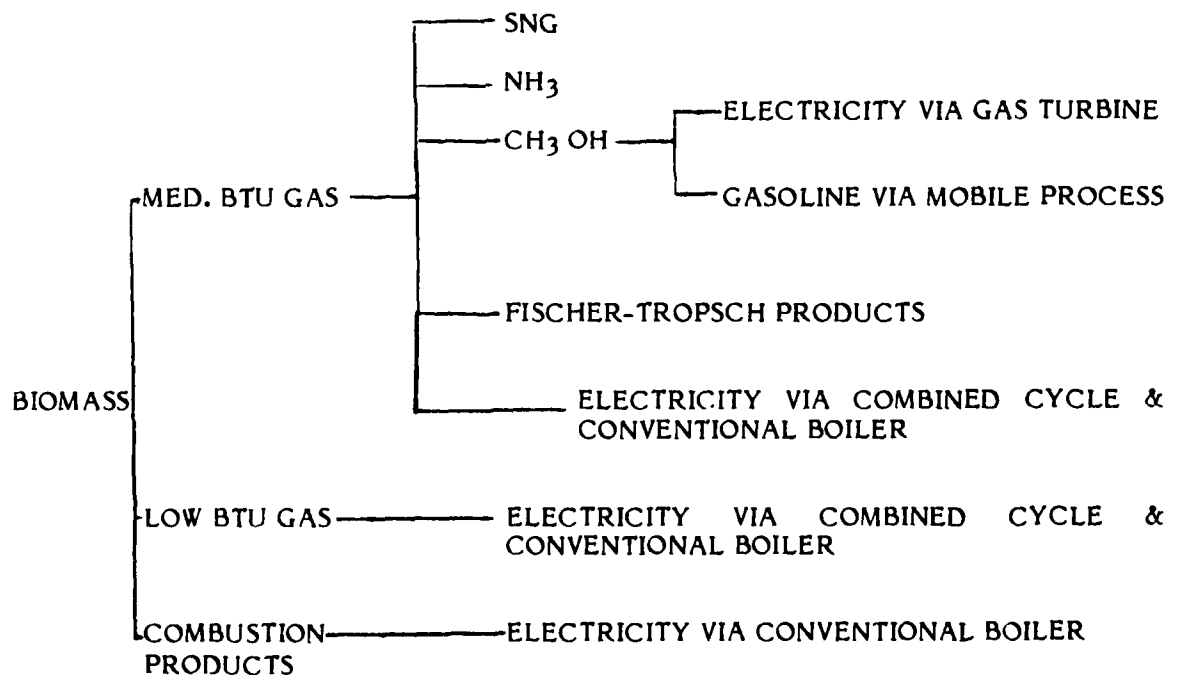 SNG
NH3
CH3 OH
ELECTRICITY VIA GAS TURBINE
MED. BTU GAS
GASOLINE VIA MOBILE PROCESS
FISCHER-TROPSCH PRODUCTS
BIOMASS
ELECTRICITY VIA COMBINED CYCLE &
CONVENTIONAL BOILER
LOW BTU GAS
ELECTRICITY VIA COMBINED CYCLE &
CONVENTIONAL BOILER
COMBUSTION
PRODUCTS
ELECTRICITY VIA CONVENTIONAL BOILER